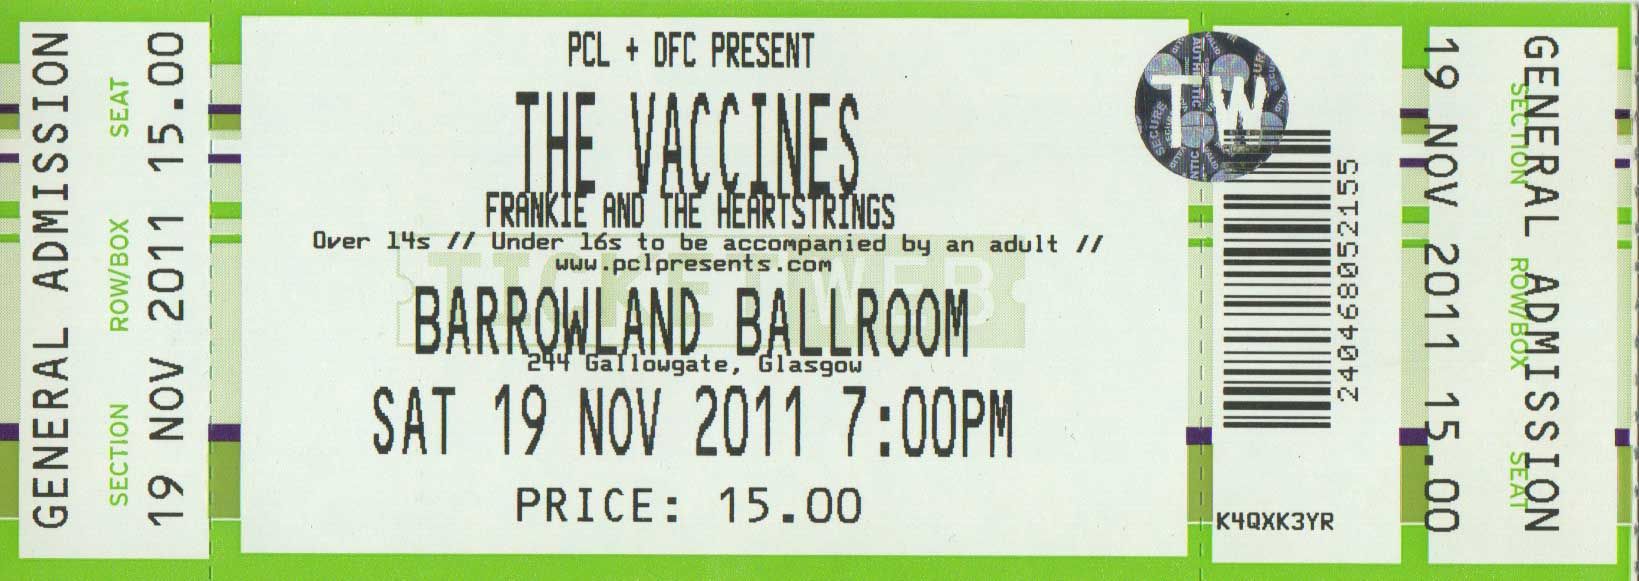 GENERAL ADMISSION
SECTION ROW/BOX SEAT
19 NOV 2011 15.00
PCL + DFC PRESENT
THE VACCINES
FRANKIE AND THE HEARTSTRINGS
Over 14s // Under 16s to be accompanied by an adult //
www.pclpresents.com
TICKETWEB
BARROWLAND BALLROOM
244 Gallowgate, Glasgow
SAT 19 NOV 2011 7:00PM
PRICE: 15.00
TW
SECURE
AUTHENTIC
VALID
240468052155
K4QXK3YR
19 NOV 2011 15.00
SECTION ROW/BOX SEAT
GENERAL ADMISSION